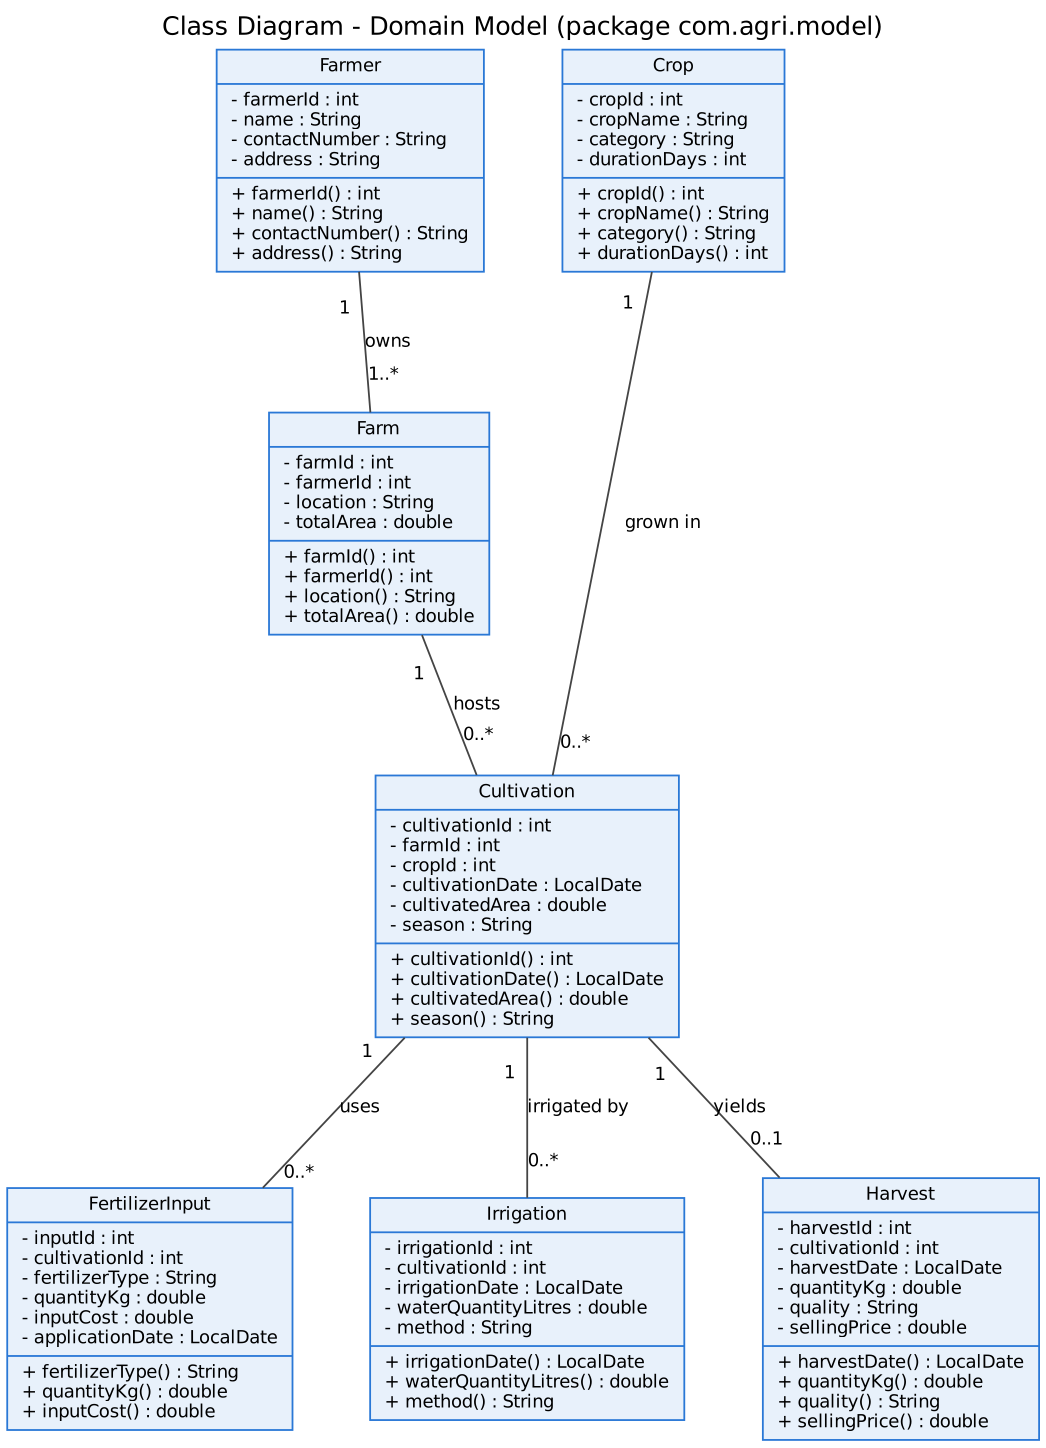 Class Diagram - Domain Model (package com.agri.model)
Farmer
- farmerId : int
- name : String
- contactNumber : String
- address : String
+ farmerId() : int
+ name() : String
+ contactNumber() : String
+ address() : String
Crop
- cropId : int
- cropName : String
- category : String
- durationDays : int
+ cropId() : int
+ cropName() : String
+ category() : String
+ durationDays() : int
1
owns
1..*
1
grown in
0..*
Farm
- farmId : int
- farmerId : int
- location : String
- totalArea : double
+ farmId() : int
+ farmerId() : int
+ location() : String
+ totalArea() : double
1
hosts
0..*
Cultivation
- cultivationId : int
- farmId : int
- cropId : int
- cultivationDate : LocalDate
- cultivatedArea : double
- season : String
+ cultivationId() : int
+ cultivationDate() : LocalDate
+ cultivatedArea() : double
+ season() : String
1
uses
0..*
1
irrigated by
0..*
1
yields
0..1
FertilizerInput
- inputId : int
- cultivationId : int
- fertilizerType : String
- quantityKg : double
- inputCost : double
- applicationDate : LocalDate
+ fertilizerType() : String
+ quantityKg() : double
+ inputCost() : double
Irrigation
- irrigationId : int
- cultivationId : int
- irrigationDate : LocalDate
- waterQuantityLitres : double
- method : String
+ irrigationDate() : LocalDate
+ waterQuantityLitres() : double
+ method() : String
Harvest
- harvestId : int
- cultivationId : int
- harvestDate : LocalDate
- quantityKg : double
- quality : String
- sellingPrice : double
+ harvestDate() : LocalDate
+ quantityKg() : double
+ quality() : String
+ sellingPrice() : double